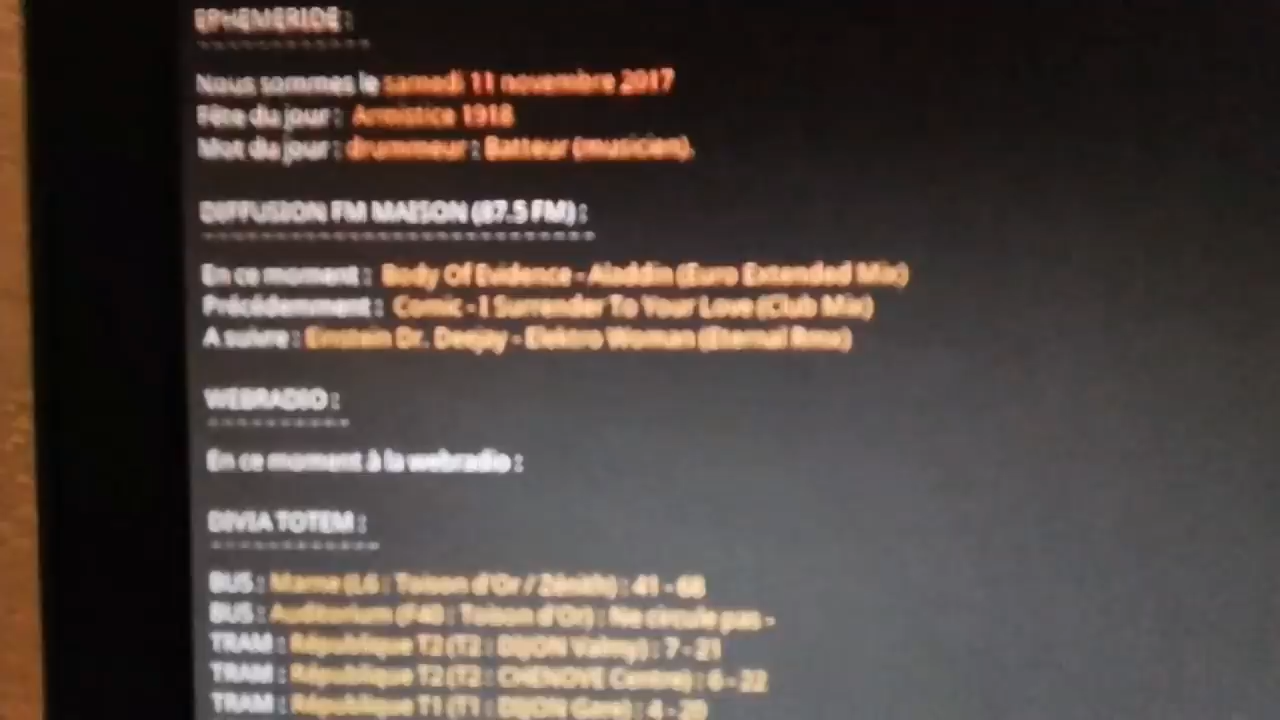 EPHEMERIDE :
-----------
Nous sommes le samedi 11 novembre 2017
Fête du jour : Armistice 1918
Mot du jour : drummeur : Batteur (musicien).
DIFFUSION FM MAISON (87.5 FM) :
-------------------------
En ce moment : Body Of Evidence - Aladdin (Euro Extended Mix)
Précédemment : Comic - I Surrender To Your Love (Club Mix)
A suivre : Einstein Dr. Deejay - Elektro Woman (Eternal Rmx)
WEBRADIO :
-----------
En ce moment à la webradio :
DIVIA TOTEM :
-------------
BUS : Marne (L6 : Toison d'Or / Zénith) : 41 - 68
BUS : Auditorium (F40 : Toison d'Or) : Ne circule pas -
TRAM : République T2 (T2 : DIJON Valmy) : 7 - 21
TRAM : République T2 (T2 : CHENOVE Centre) : 6 - 22
TRAM : République T1 (T1 : DIJON Gare) : 4 - 20